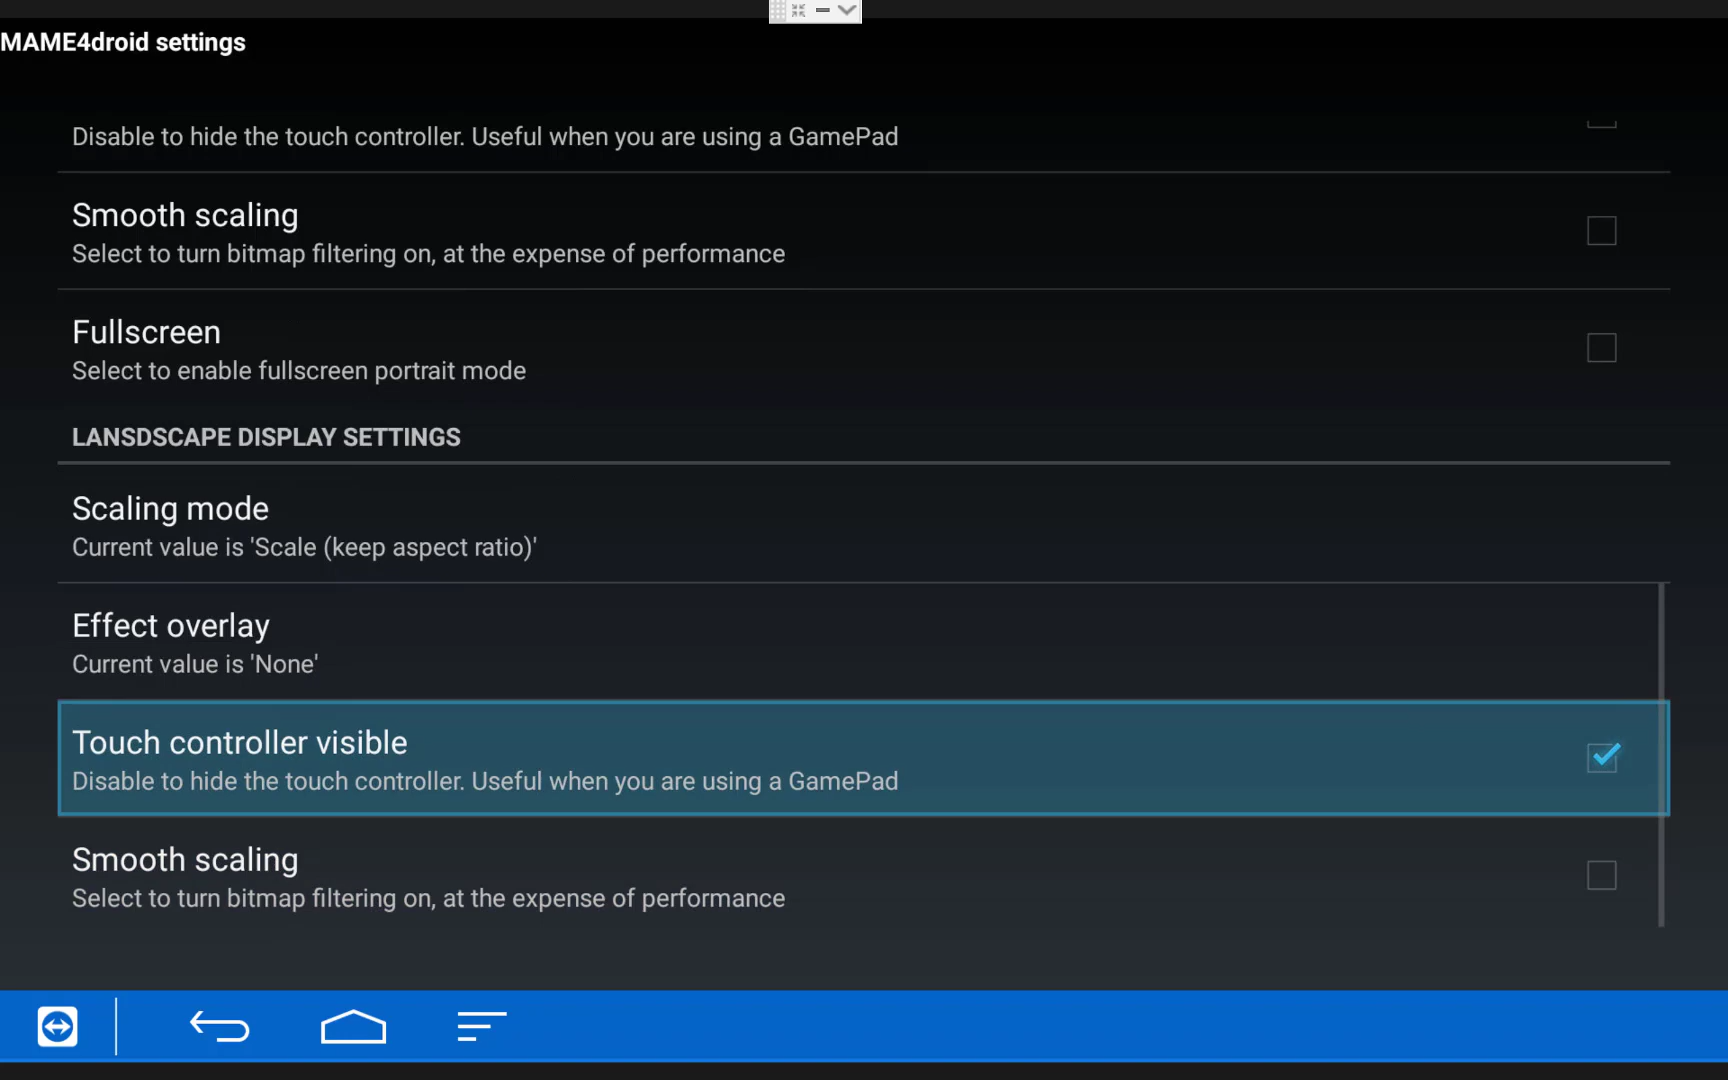 MAME4droid settings
Disable to hide the touch controller. Useful when you are using a GamePad
Smooth scaling
Select to turn bitmap filtering on, at the expense of performance
Fullscreen
Select to enable fullscreen portrait mode
LANSDSCAPE DISPLAY SETTINGS
Scaling mode
Current value is 'Scale (keep aspect ratio)'
Effect overlay
Current value is 'None'
Touch controller visible
Disable to hide the touch controller. Useful when you are using a GamePad
Smooth scaling
Select to turn bitmap filtering on, at the expense of performance